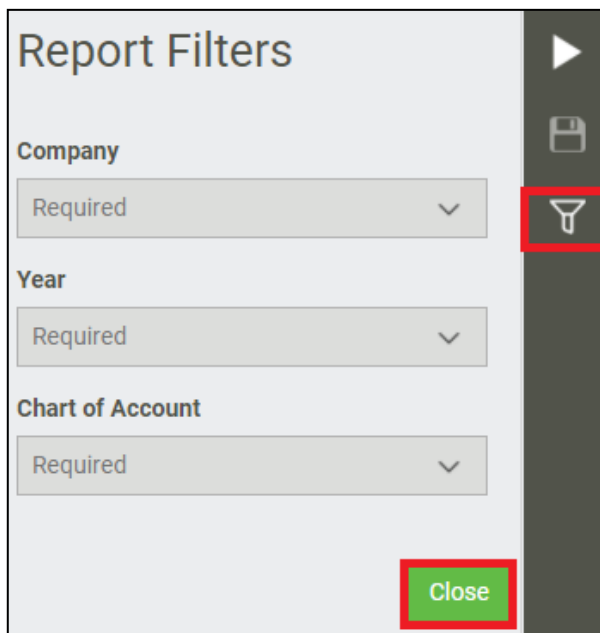 Report Filters
Company
Required
Year
Required
Chart of Account
Required
Close